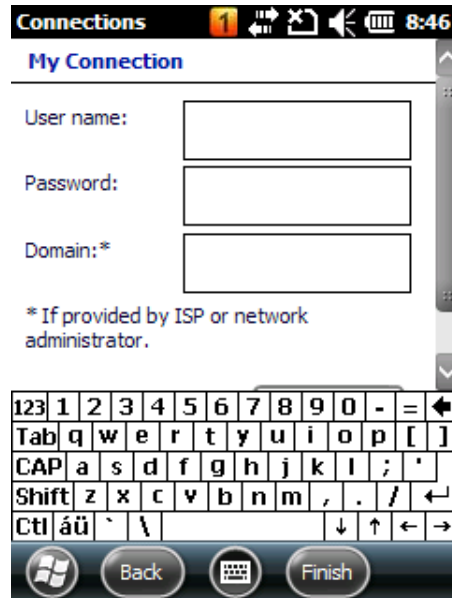 Connections 1 8:46
My Connection
User name:
Password:
Domain:*
* If provided by ISP or network
administrator.
123 1 2 3 4 5 6 7 8 9 0 - =
Tab q w e r t y u i o p [ ]
CAP a s d f g h j k l ; '
Shift z x c v b n m , . /
Ctl áü ` \ ↓ ↑ ← →
Back Finish